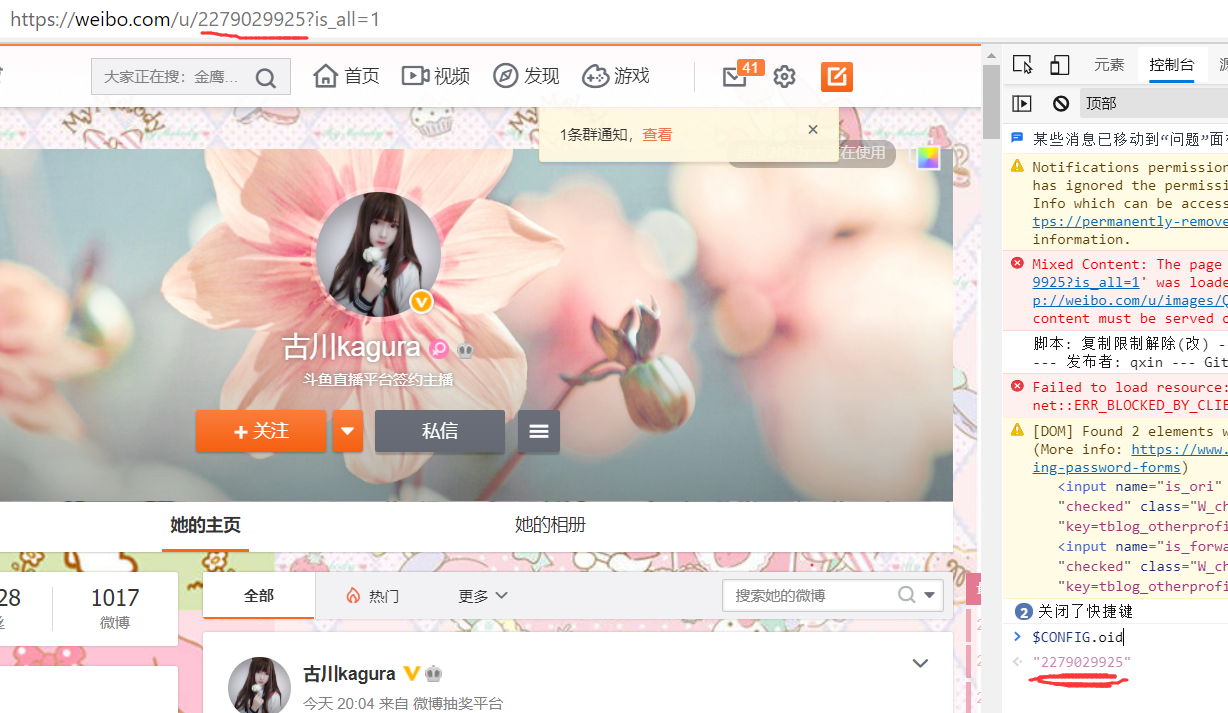 https://weibo.com/u/2279029925?is_all=1
大家正在搜：金鹰...
首页
视频
发现
游戏
41
1条群通知，查看
在使用
古川kagura
斗鱼直播平台签约主播
+ 关注
私信
她的主页
她的相册
28
1017
微博
全部
热门
更多
搜索她的微博
古川kagura
今天 20:04 来自 微博抽奖平台
元素
控制台
顶部
某些消息已移动到“问题”面
Notifications permission
has ignored the permissi
Info which can be access
tps://permanently-remove
information.
Mixed Content: The page
9925?is_all=1' was loade
p://weibo.com/u/images/Q
content must be served o
脚本: 复制限制解除(改) --
--- 发布者: qxin --- Git
Failed to load resource:
net::ERR_BLOCKED_BY_CLIE
[DOM] Found 2 elements w
(More info: https://www.
ing-password-forms)
<input name="is_ori"
"checked" class="W_ch
"key=tblog_otherprofi
<input name="is_forwa
"checked" class="W_ch
"key=tblog_otherprofi
2 关闭了快捷键
> $CONFIG.oid
"2279029925"